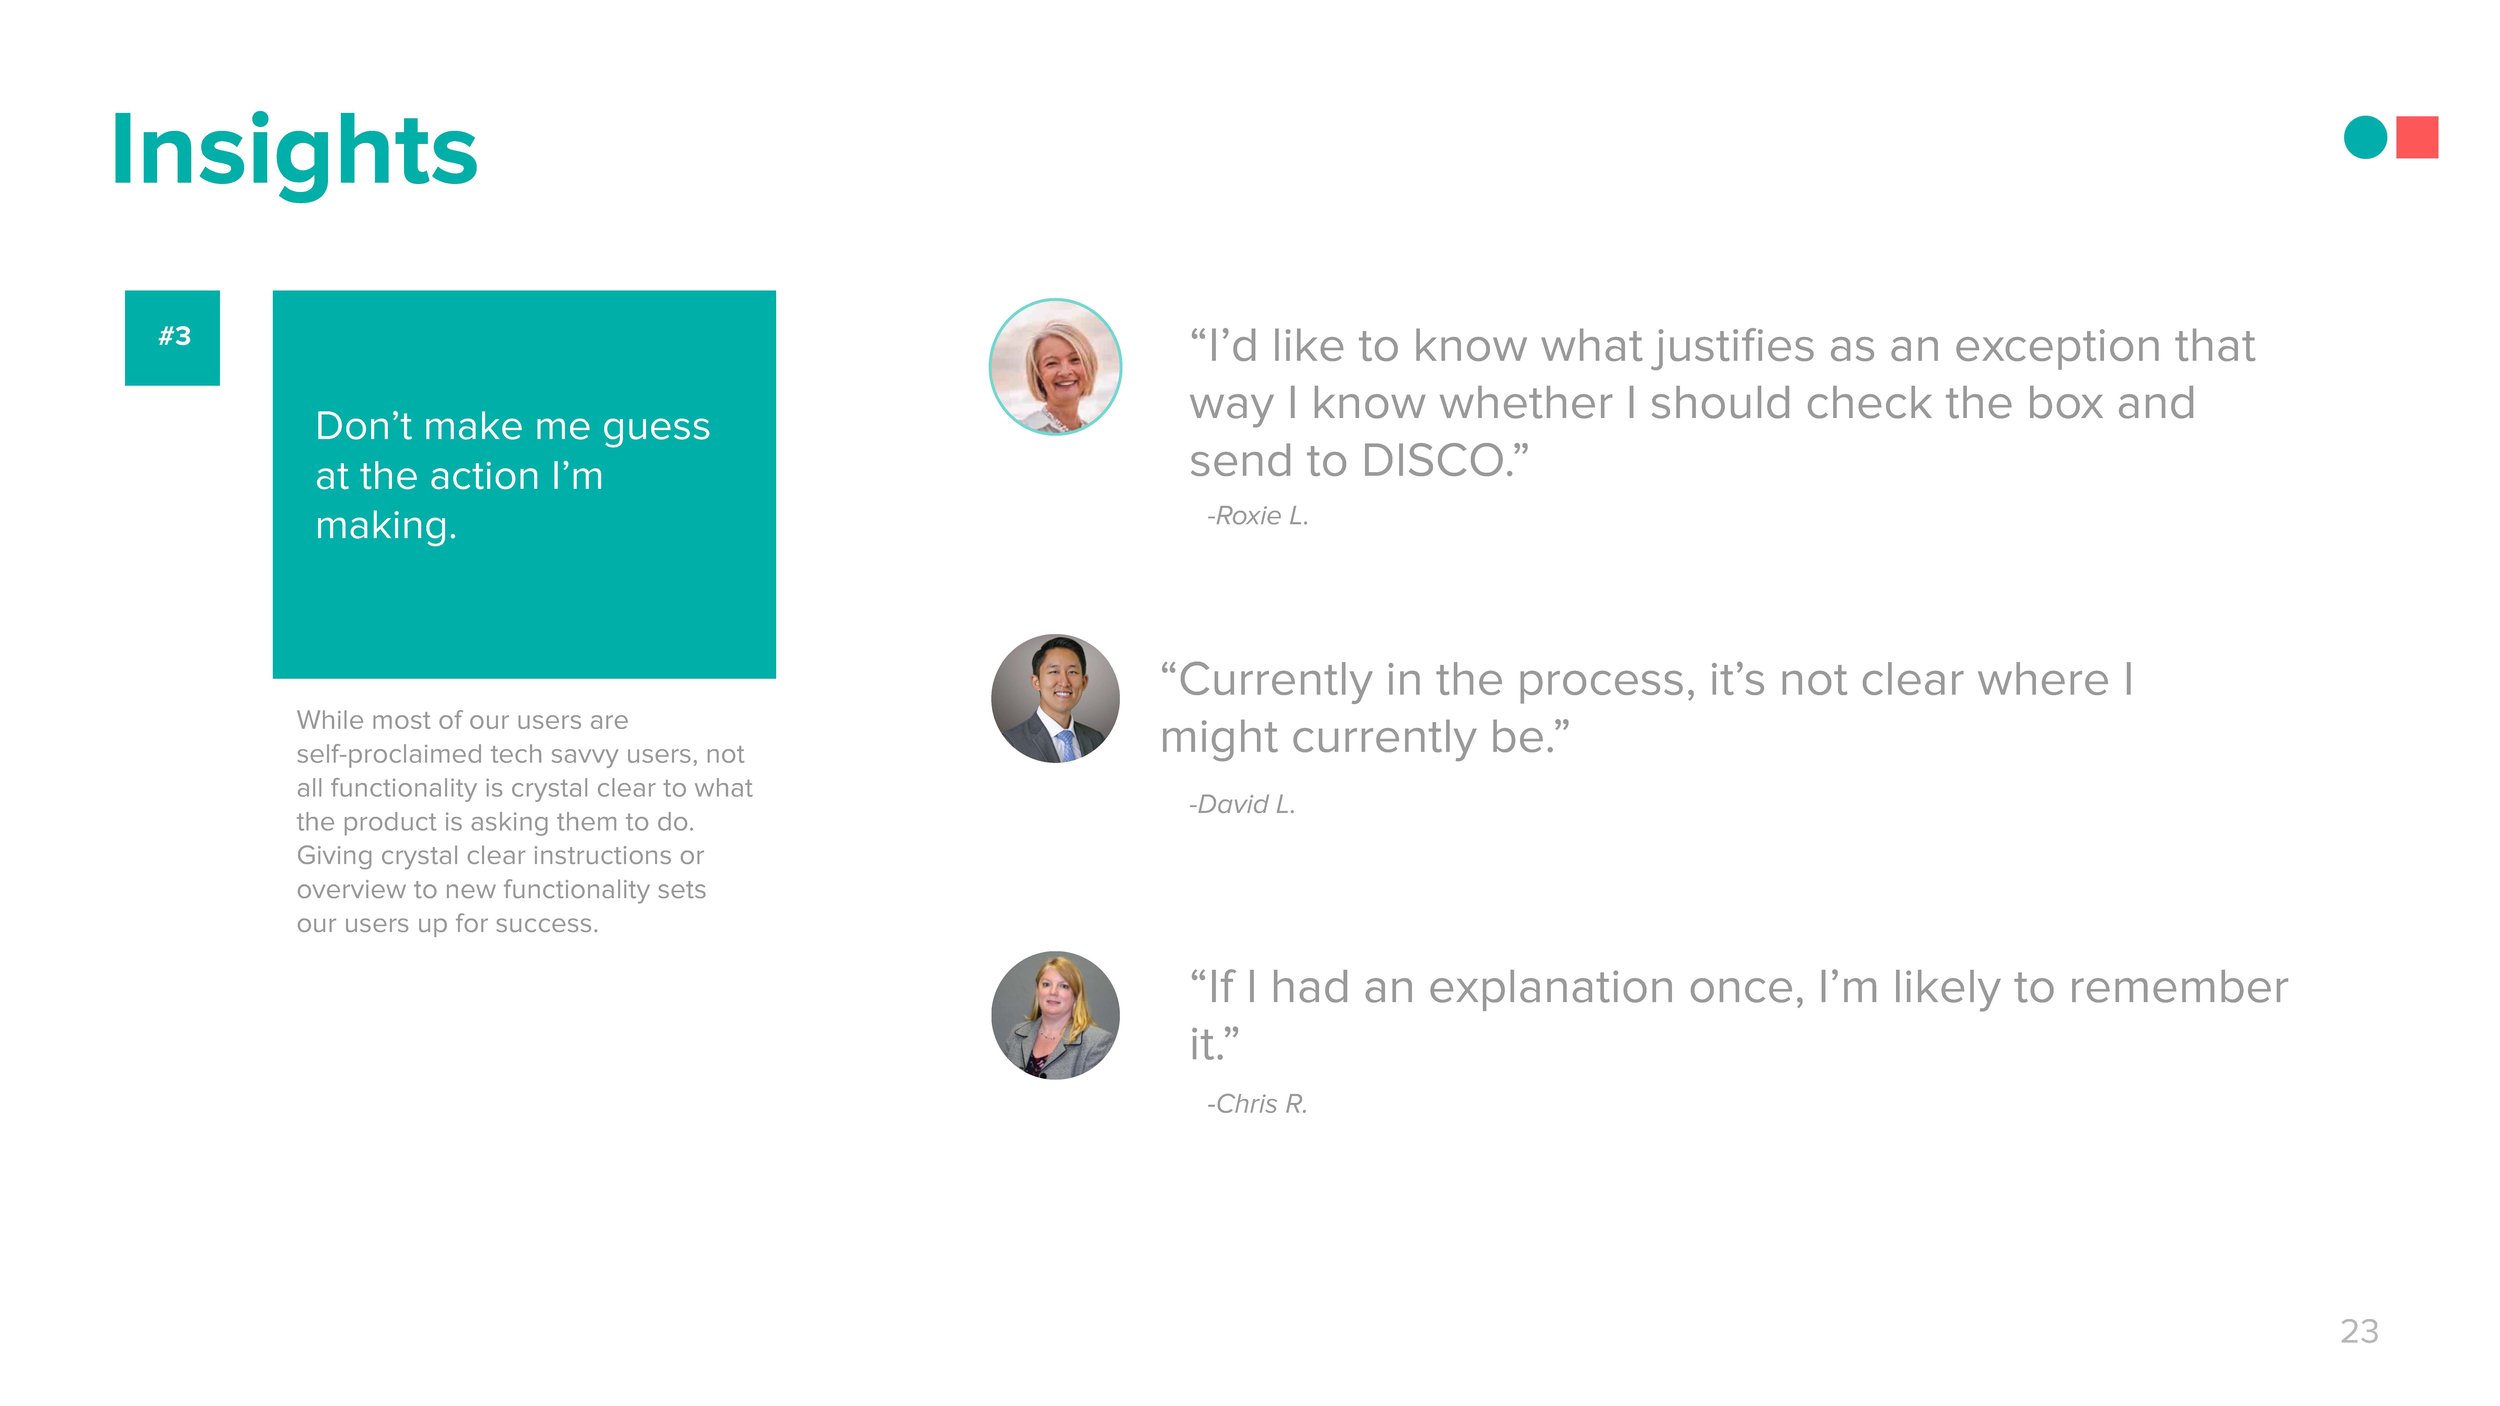 Insights
#3
Don’t make me guess
at the action I’m
making.
While most of our users are
self-proclaimed tech savvy users, not
all functionality is crystal clear to what
the product is asking them to do.
Giving crystal clear instructions or
overview to new functionality sets
our users up for success.
“I’d like to know what justifies as an exception that
way I know whether I should check the box and
send to DISCO.”
-Roxie L.
“Currently in the process, it’s not clear where I
might currently be.”
-David L.
“If I had an explanation once, I’m likely to remember
it.”
-Chris R.
23